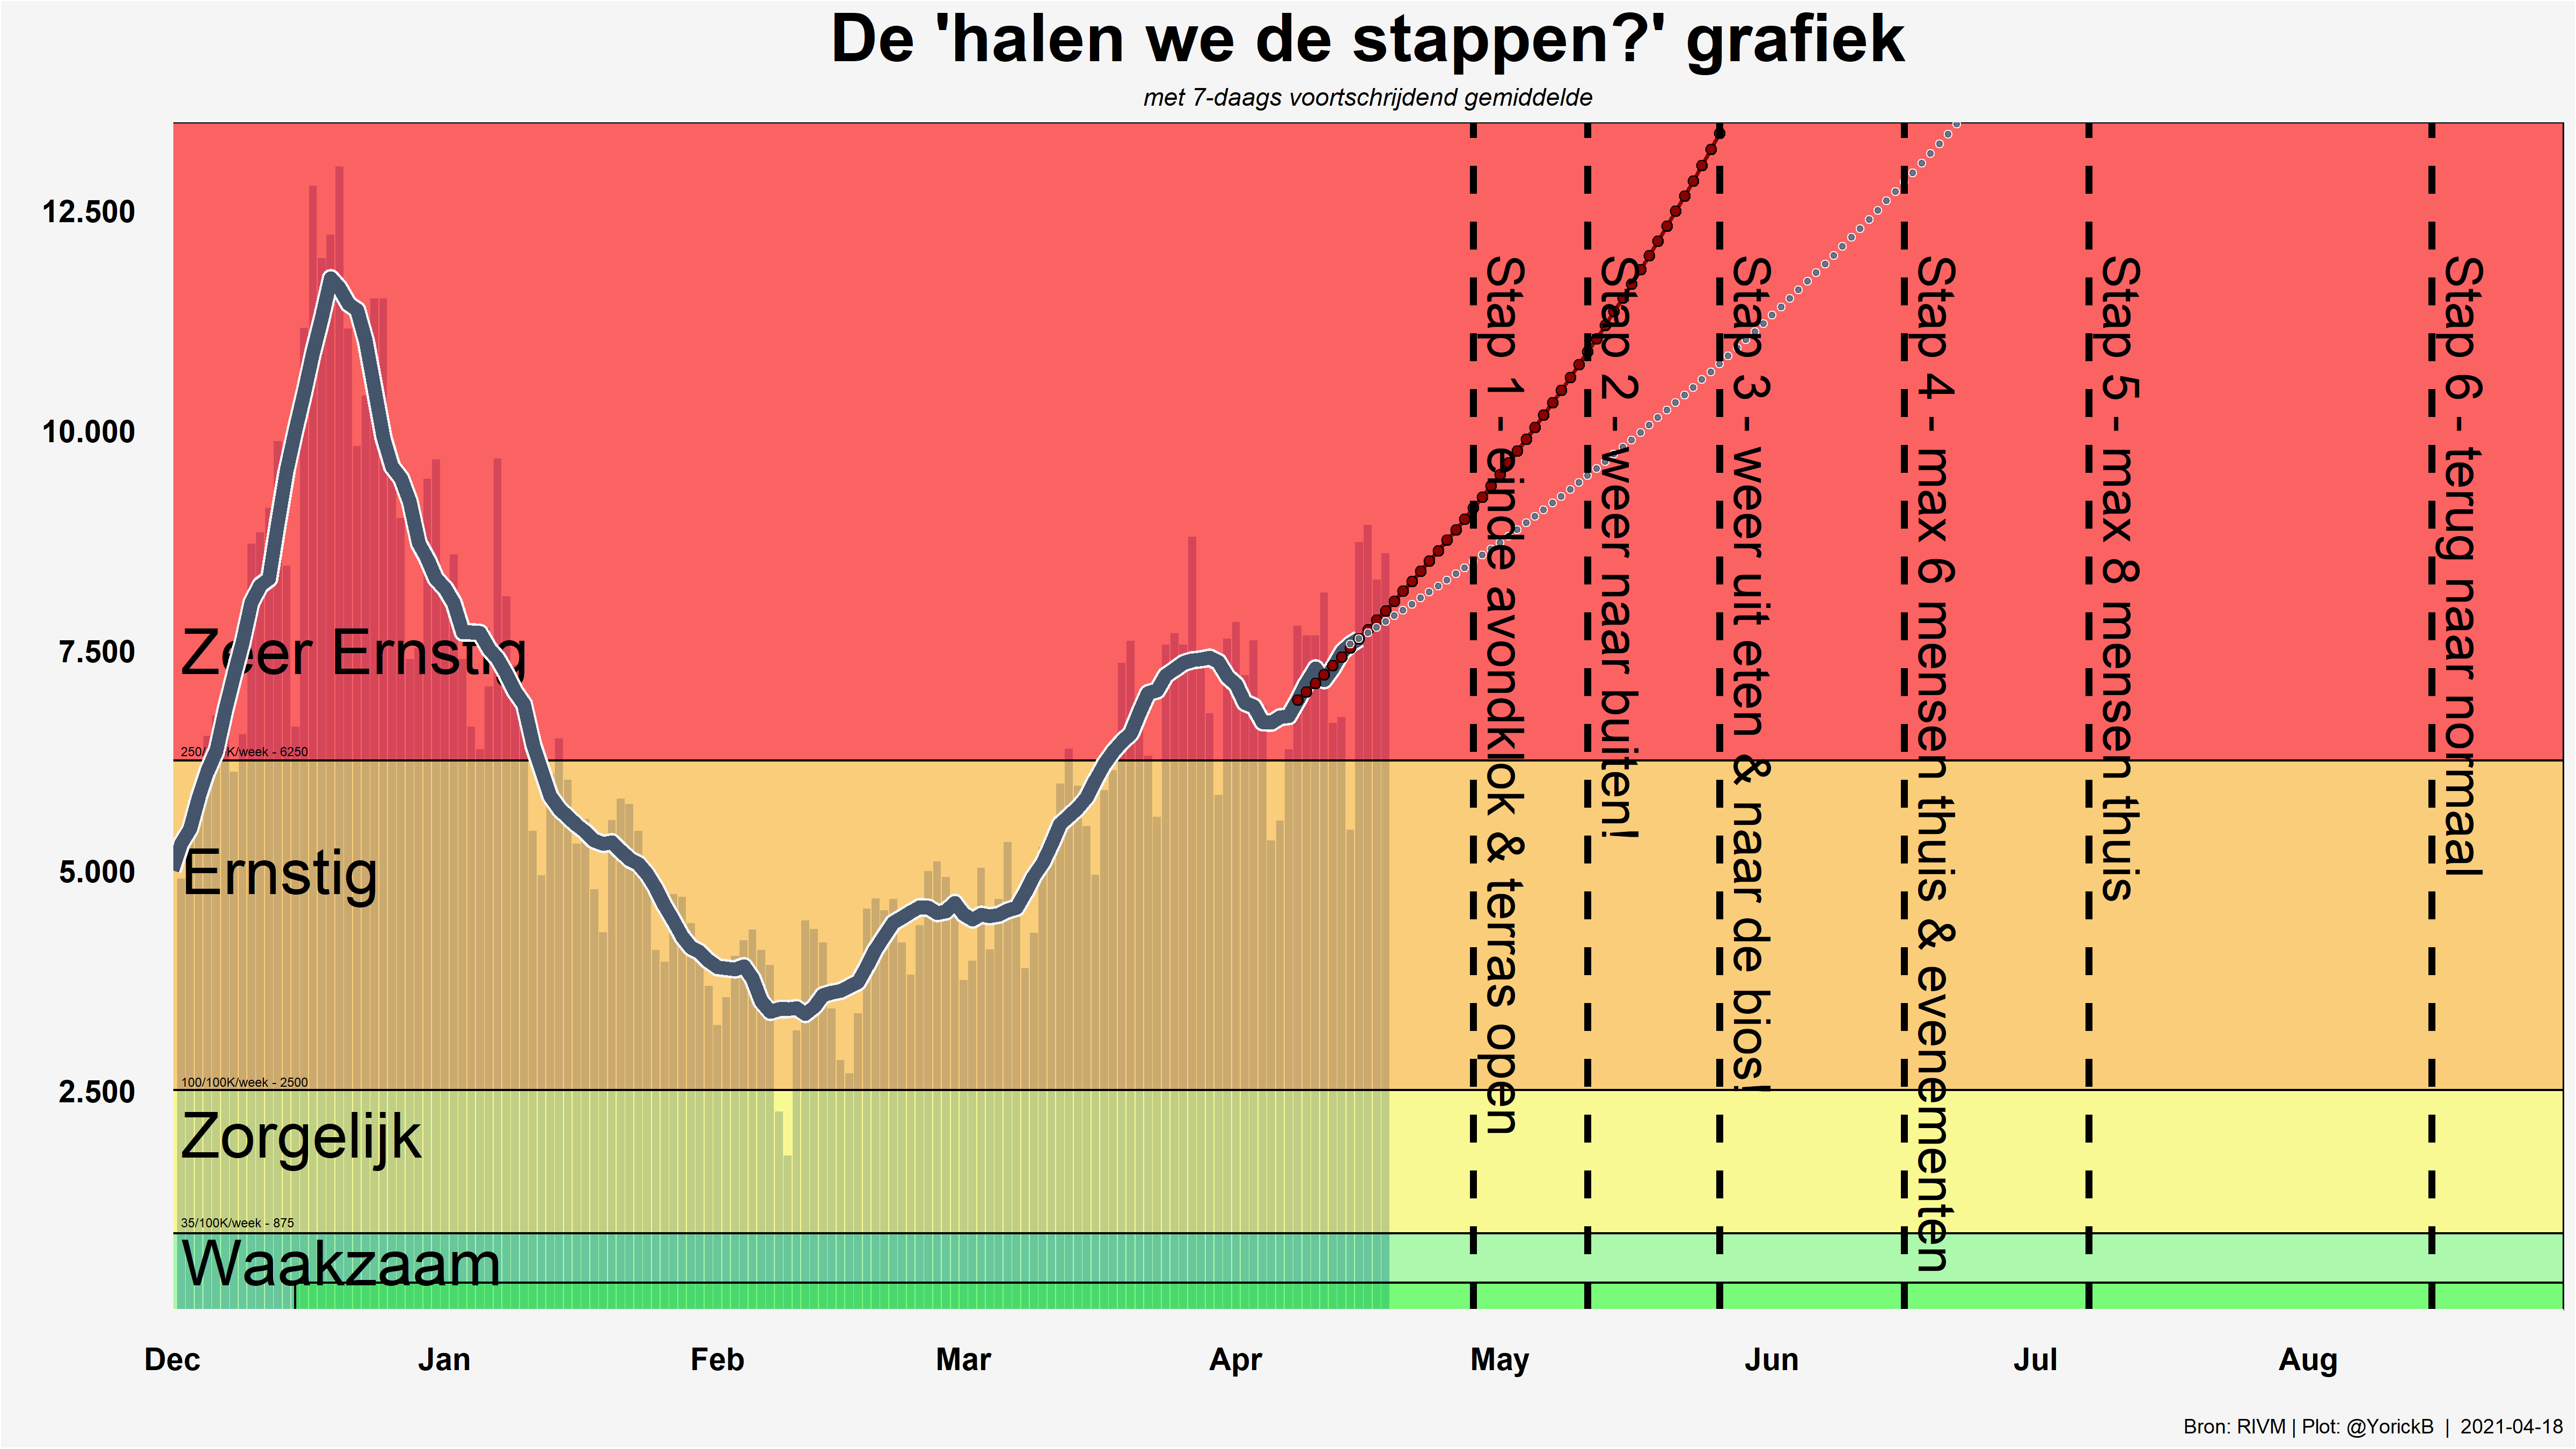 De 'halen we de stappen?' grafiek
met 7-daags voortschrijdend gemiddelde
12.500
10.000
7.500
5.000
2.500
Zeer Ernstig
250/100K/week - 6250
Ernstig
100/100K/week - 2500
Zorgelijk
35/100K/week - 875
Waakzaam
Stap 1 - einde avondklok & terras open
Stap 2 - weer naar buiten!
Stap 3 - weer uit eten & naar de bios!
Stap 4 - max 6 mensen thuis & evenementen
Stap 5 - max 8 mensen thuis
Stap 6 - terug naar normaal
Dec Jan Feb Mar Apr May Jun Jul Aug
Bron: RIVM | Plot: @YorickB | 2021-04-18